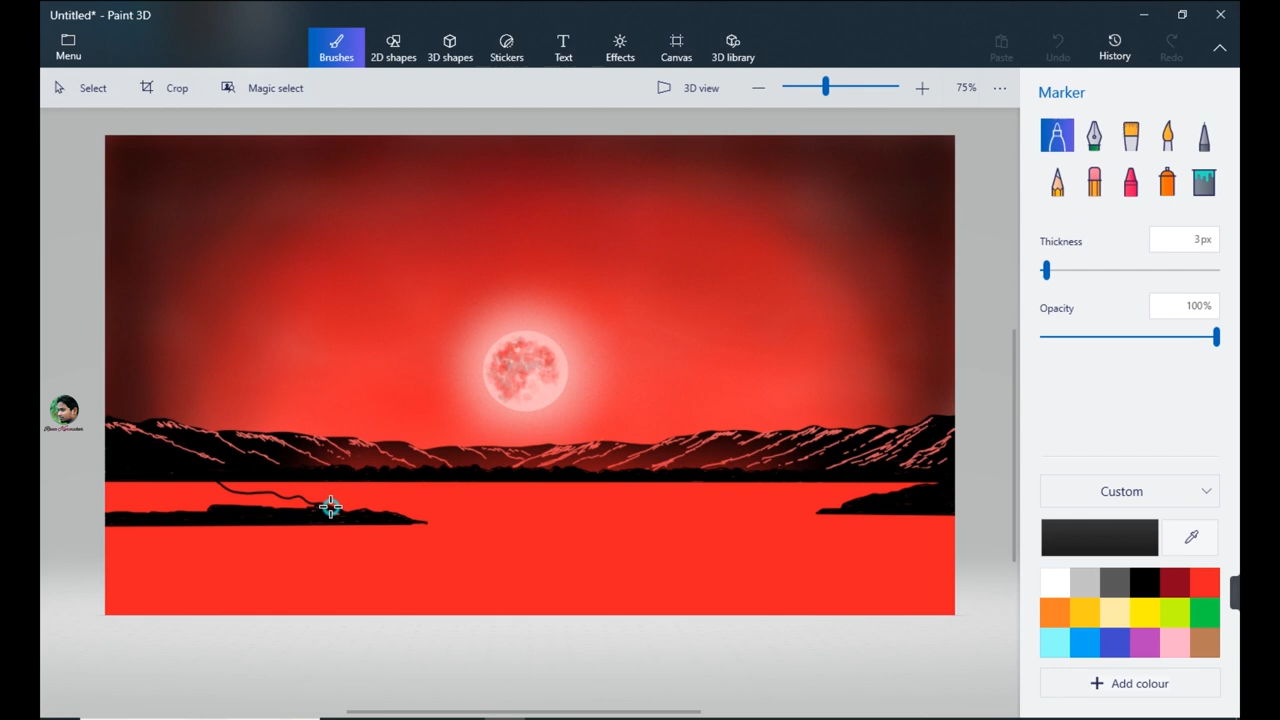 Untitled* - Paint 3D
Menu
Brushes
2D shapes
3D shapes
Stickers
Text
Effects
Canvas
3D library
Paste
Undo
History
Redo
Select
Crop
Magic select
3D view
75%
Marker
Thickness
3px
Opacity
100%
Custom
Add colour